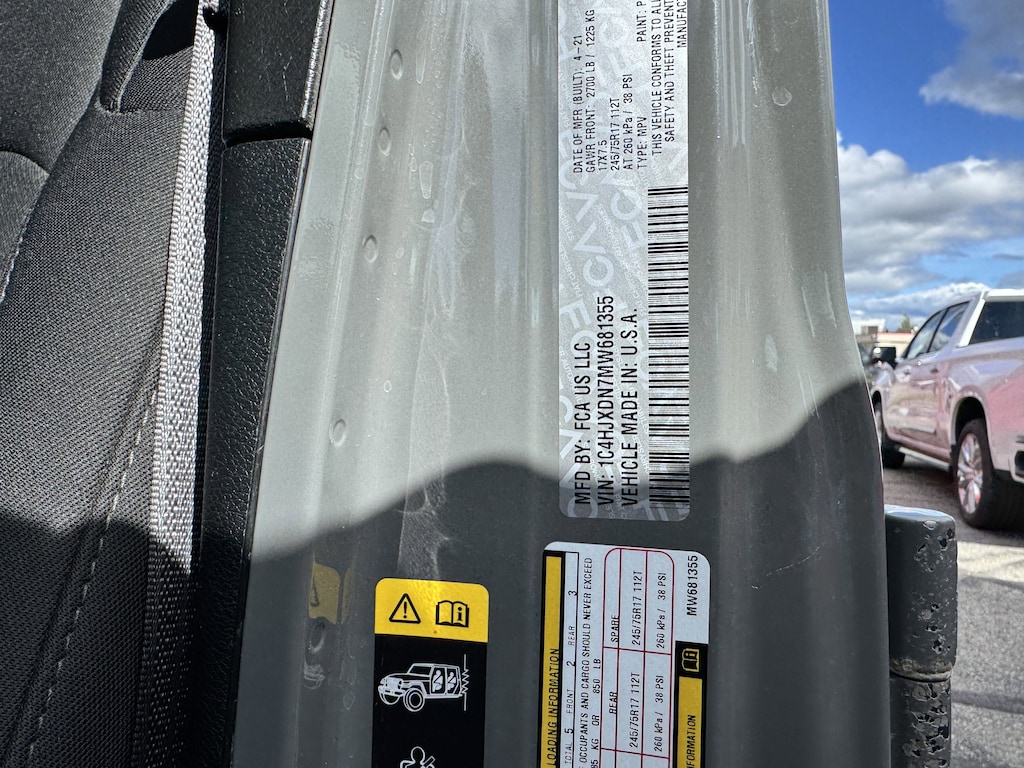 MFD BY: FCA US LLC
DATE OF MFR (BUILT): 4-21
GAWR FRONT: 2700 LB / 1225 KG
17X7.5
245/75R17 112T
AT 260 kPa / 38 PSI
VIN: 1C4HJXDN7MW681355
TYPE: MPV
PAINT: P
VEHICLE MADE IN: U.S.A.
THIS VEHICLE CONFORMS TO ALL
SAFETY AND THEFT PREVENT
MANUFAC
LOADING INFORMATION
TOTAL 5 FRONT 2 REAR 3
OCCUPANTS AND CARGO SHOULD NEVER EXCEED
85 KG OR 850 LB
REAR SPARE
245/75R17 112T 245/75R17 112T
260 kPa / 38 PSI 260 kPa / 38 PSI
FORMATION
MW681355